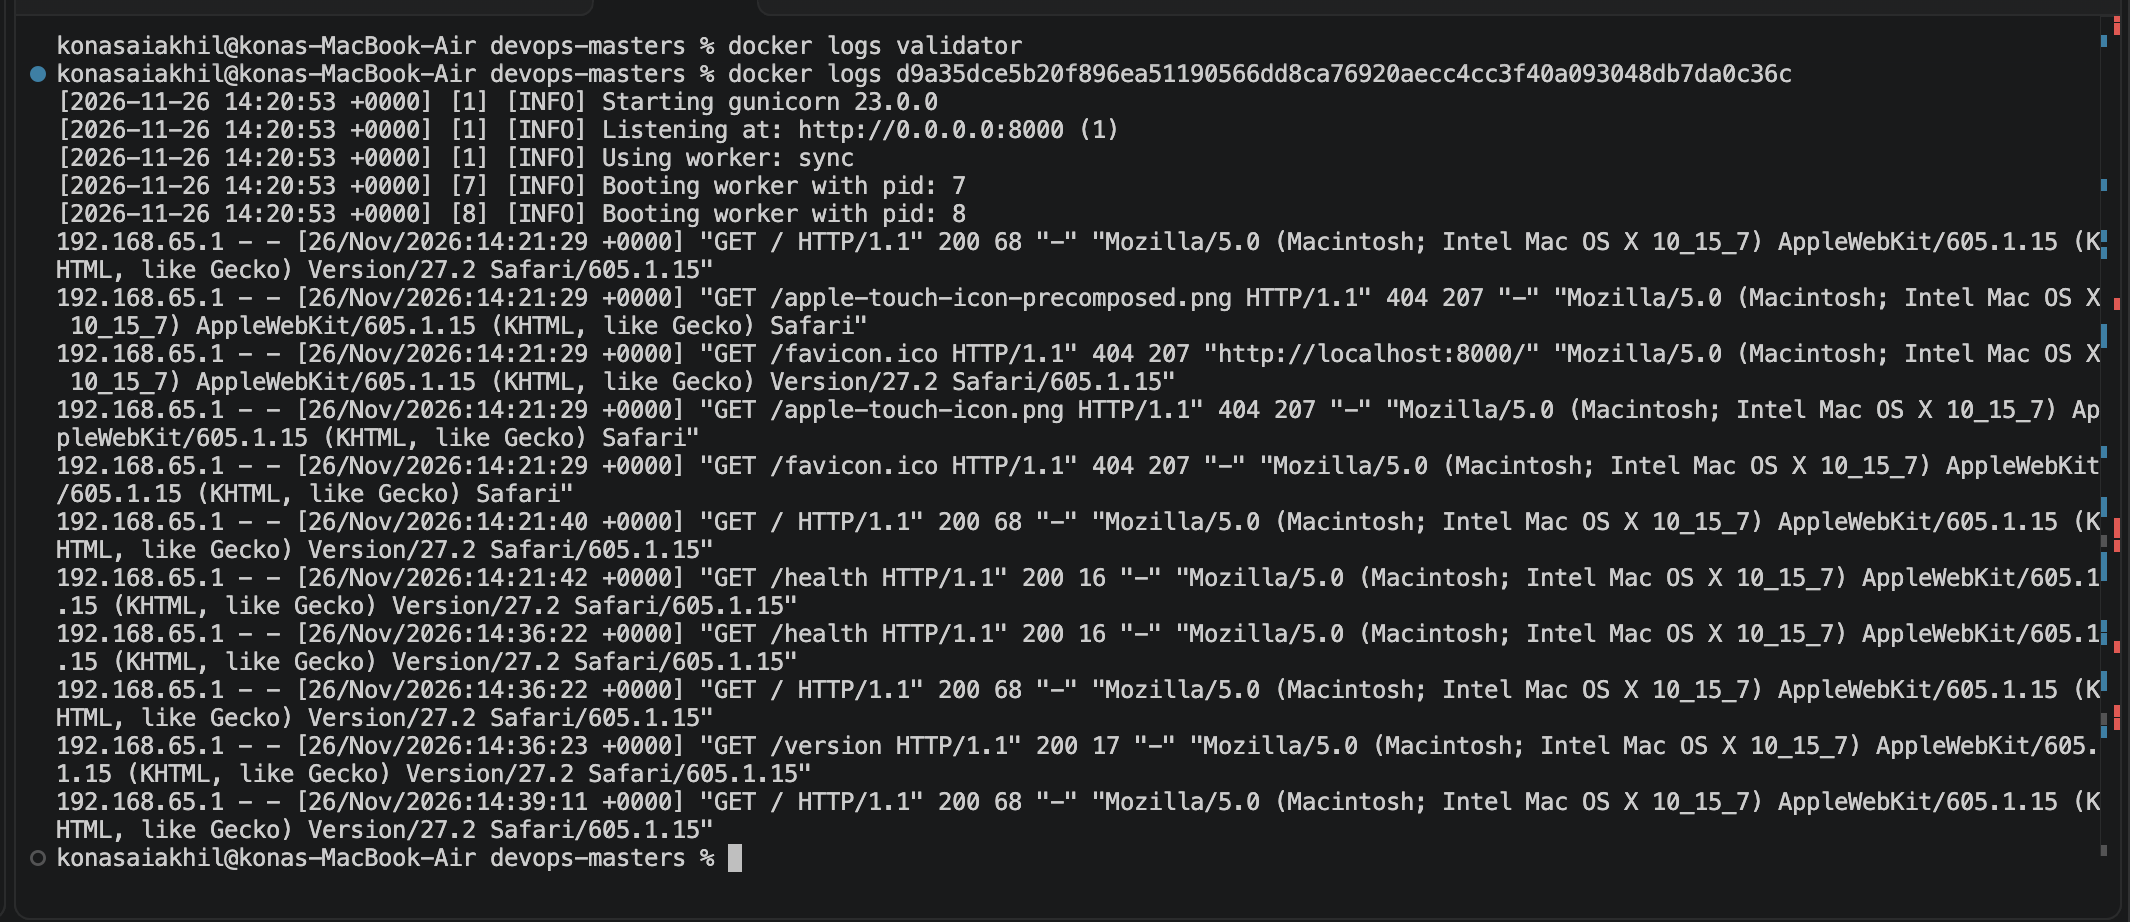 konasaiakhil@konas-MacBook-Air devops-masters % docker logs validator
konasaiakhil@konas-MacBook-Air devops-masters % docker logs d9a35dce5b20f896ea51190566dd8ca76920aecc4cc3f40a093048db7da0c36c
[2026-11-26 14:20:53 +0000] [1] [INFO] Starting gunicorn 23.0.0
[2026-11-26 14:20:53 +0000] [1] [INFO] Listening at: http://0.0.0.0:8000 (1)
[2026-11-26 14:20:53 +0000] [1] [INFO] Using worker: sync
[2026-11-26 14:20:53 +0000] [7] [INFO] Booting worker with pid: 7
[2026-11-26 14:20:53 +0000] [8] [INFO] Booting worker with pid: 8
192.168.65.1 - - [26/Nov/2026:14:21:29 +0000] "GET / HTTP/1.1" 200 68 "-" "Mozilla/5.0 (Macintosh; Intel Mac OS X 10_15_7) AppleWebKit/605.1.15 (K
HTML, like Gecko) Version/27.2 Safari/605.1.15"
192.168.65.1 - - [26/Nov/2026:14:21:29 +0000] "GET /apple-touch-icon-precomposed.png HTTP/1.1" 404 207 "-" "Mozilla/5.0 (Macintosh; Intel Mac OS X
 10_15_7) AppleWebKit/605.1.15 (KHTML, like Gecko) Safari"
192.168.65.1 - - [26/Nov/2026:14:21:29 +0000] "GET /favicon.ico HTTP/1.1" 404 207 "http://localhost:8000/" "Mozilla/5.0 (Macintosh; Intel Mac OS X
 10_15_7) AppleWebKit/605.1.15 (KHTML, like Gecko) Version/27.2 Safari/605.1.15"
192.168.65.1 - - [26/Nov/2026:14:21:29 +0000] "GET /apple-touch-icon.png HTTP/1.1" 404 207 "-" "Mozilla/5.0 (Macintosh; Intel Mac OS X 10_15_7) Ap
pleWebKit/605.1.15 (KHTML, like Gecko) Safari"
192.168.65.1 - - [26/Nov/2026:14:21:29 +0000] "GET /favicon.ico HTTP/1.1" 404 207 "-" "Mozilla/5.0 (Macintosh; Intel Mac OS X 10_15_7) AppleWebKit
/605.1.15 (KHTML, like Gecko) Safari"
192.168.65.1 - - [26/Nov/2026:14:21:40 +0000] "GET / HTTP/1.1" 200 68 "-" "Mozilla/5.0 (Macintosh; Intel Mac OS X 10_15_7) AppleWebKit/605.1.15 (K
HTML, like Gecko) Version/27.2 Safari/605.1.15"
192.168.65.1 - - [26/Nov/2026:14:21:42 +0000] "GET /health HTTP/1.1" 200 16 "-" "Mozilla/5.0 (Macintosh; Intel Mac OS X 10_15_7) AppleWebKit/605.1
.15 (KHTML, like Gecko) Version/27.2 Safari/605.1.15"
192.168.65.1 - - [26/Nov/2026:14:36:22 +0000] "GET /health HTTP/1.1" 200 16 "-" "Mozilla/5.0 (Macintosh; Intel Mac OS X 10_15_7) AppleWebKit/605.1
.15 (KHTML, like Gecko) Version/27.2 Safari/605.1.15"
192.168.65.1 - - [26/Nov/2026:14:36:22 +0000] "GET / HTTP/1.1" 200 68 "-" "Mozilla/5.0 (Macintosh; Intel Mac OS X 10_15_7) AppleWebKit/605.1.15 (K
HTML, like Gecko) Version/27.2 Safari/605.1.15"
192.168.65.1 - - [26/Nov/2026:14:36:23 +0000] "GET /version HTTP/1.1" 200 17 "-" "Mozilla/5.0 (Macintosh; Intel Mac OS X 10_15_7) AppleWebKit/605.
1.15 (KHTML, like Gecko) Version/27.2 Safari/605.1.15"
192.168.65.1 - - [26/Nov/2026:14:39:11 +0000] "GET / HTTP/1.1" 200 68 "-" "Mozilla/5.0 (Macintosh; Intel Mac OS X 10_15_7) AppleWebKit/605.1.15 (K
HTML, like Gecko) Version/27.2 Safari/605.1.15"
konasaiakhil@konas-MacBook-Air devops-masters %